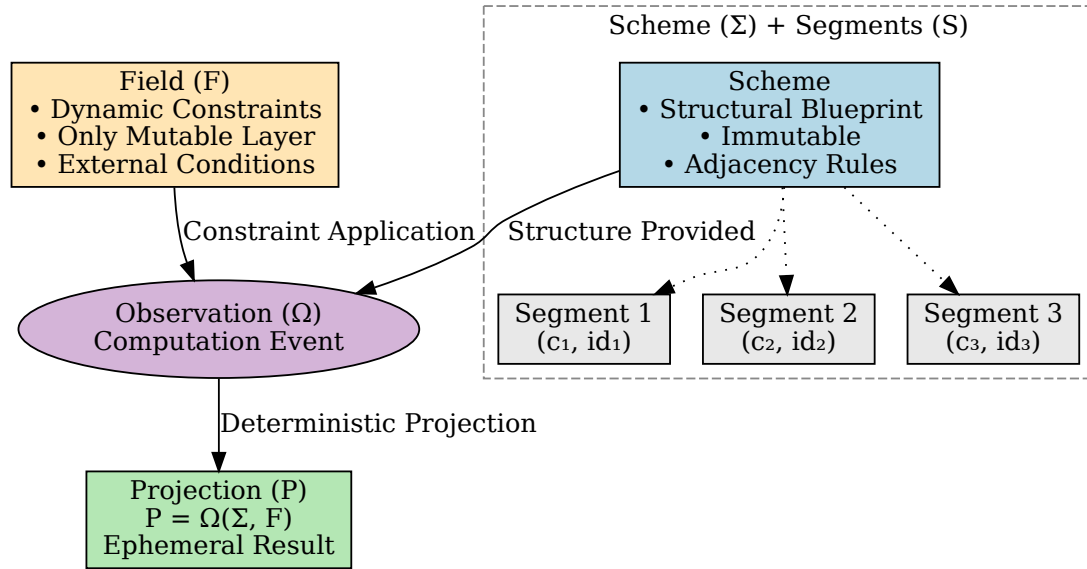 Scheme (Σ) + Segments (S)
Field (F)
• Dynamic Constraints
• Only Mutable Layer
• External Conditions
Scheme
• Structural Blueprint
• Immutable
• Adjacency Rules
Constraint Application
Structure Provided
Observation (Ω)
Computation Event
Segment 1
(c₁, id₁)
Segment 2
(c₂, id₂)
Segment 3
(c₃, id₃)
Deterministic Projection
Projection (P)
P = Ω(Σ, F)
Ephemeral Result